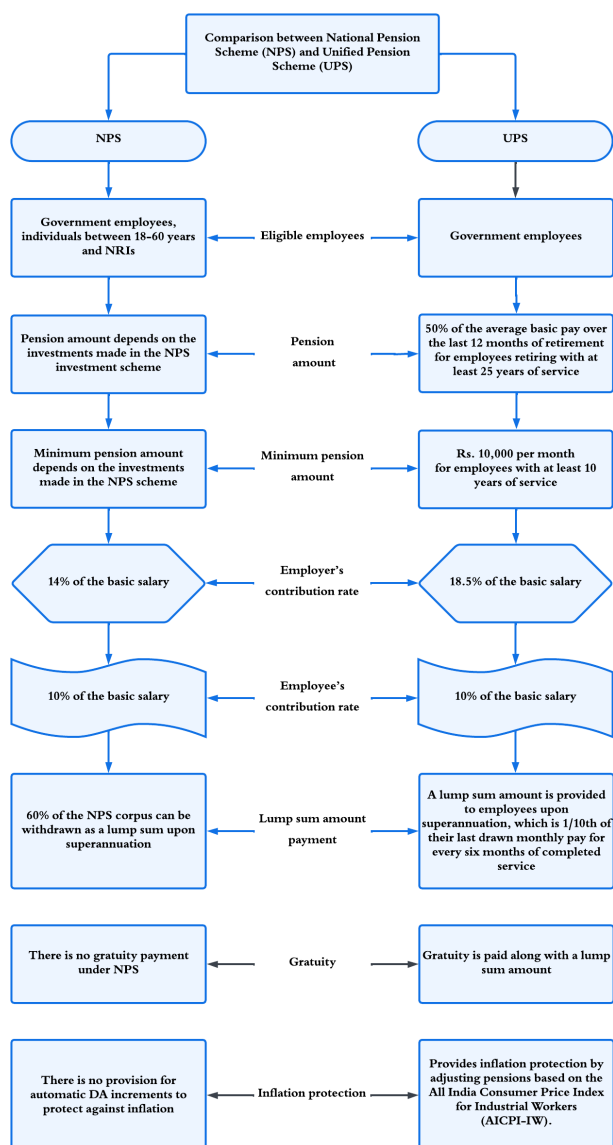 Comparison between National Pension
Scheme (NPS) and Unified Pension
Scheme (UPS)
NPS
UPS
Government employees,
individuals between 18-60 years
and NRIs
Eligible employees
Government employees
Pension amount depends on the
investments made in the NPS
investment scheme
Pension
amount
50% of the average basic pay over
the last 12 months of retirement
for employees retiring with at
least 25 years of service
Minimum pension amount
depends on the investments
made in the NPS scheme
Minimum pension
amount
Rs. 10,000 per month
for employees with at least 10
years of service
14% of the basic salary
Employer's
contribution rate
18.5% of the basic salary
10% of the basic salary
Employee's
contribution rate
10% of the basic salary
60% of the NPS corpus can be
withdrawn as a lump sum upon
superannuation
Lump sum amount
payment
A lump sum amount is provided
to employees upon
superannuation, which is 1/10th of
their last drawn monthly pay for
every six months of completed
service
There is no gratuity payment
under NPS
Gratuity
Gratuity is paid along with a lump
sum amount
There is no provision for
automatic DA increments to
protect against inflation
Inflation protection
Provides inflation protection by
adjusting pensions based on the
All India Consumer Price Index
for Industrial Workers
(AICPI-IW).